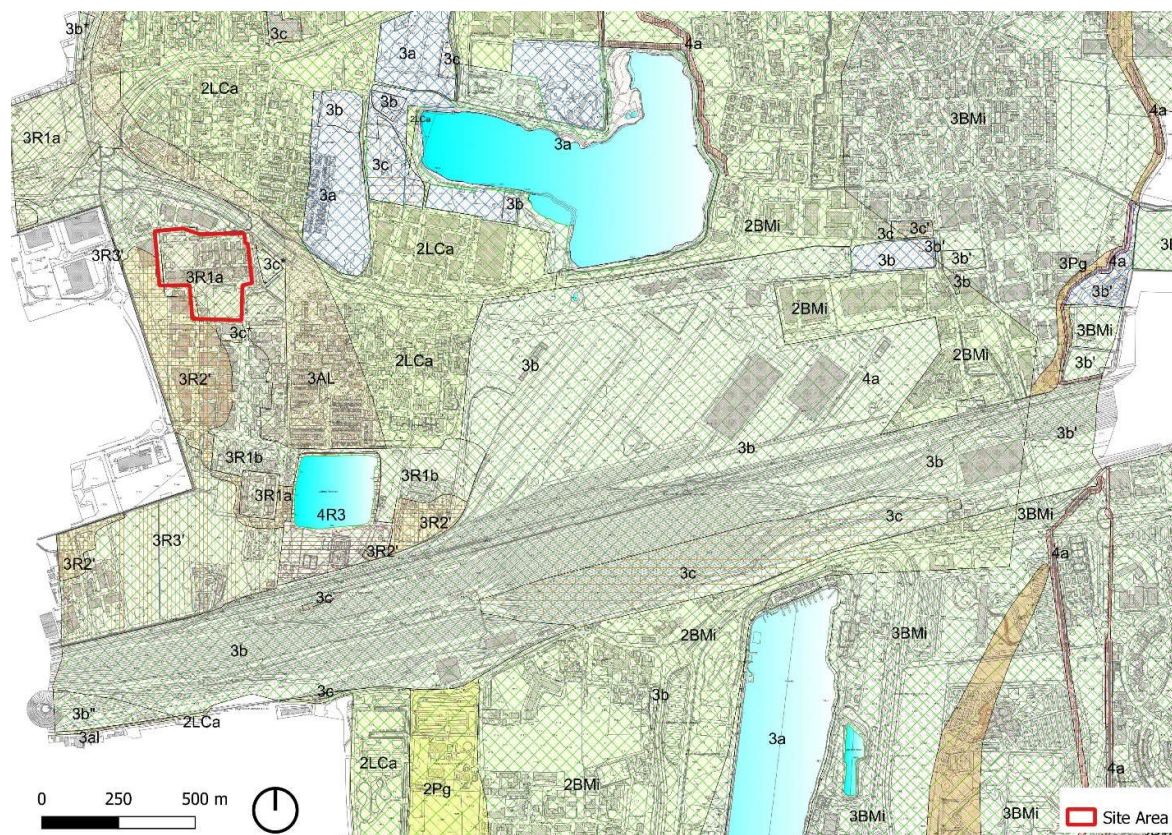 3b*
3c
3a
3c
4a
2LCa
3b
3b
2LCa
3a
3BMi
4a
3R1a
3c
3a
3b
2LCa
2BMi
3c
3c'
3b'
3b
3b'
3b
3Pg
4a
3b'
3R3'
3R1a
3c*
3c'
2BMi
3BMi
2BMi
3b'
3R2'
3AL
2LCa
3b
4a
3b
3b'
3R1b
3R1b
3b
3R1a
4R3
3R2'
3c
3BMi
3R3'
3R2'
3R2'
4a
3c
3c
2BMi
3BMi
3b
3b
3c
3b"
2LCa
3al
3a
2LCa
2Pg
2BMi
4a
3BMi
3BMi
0 250 500 m
Site Area